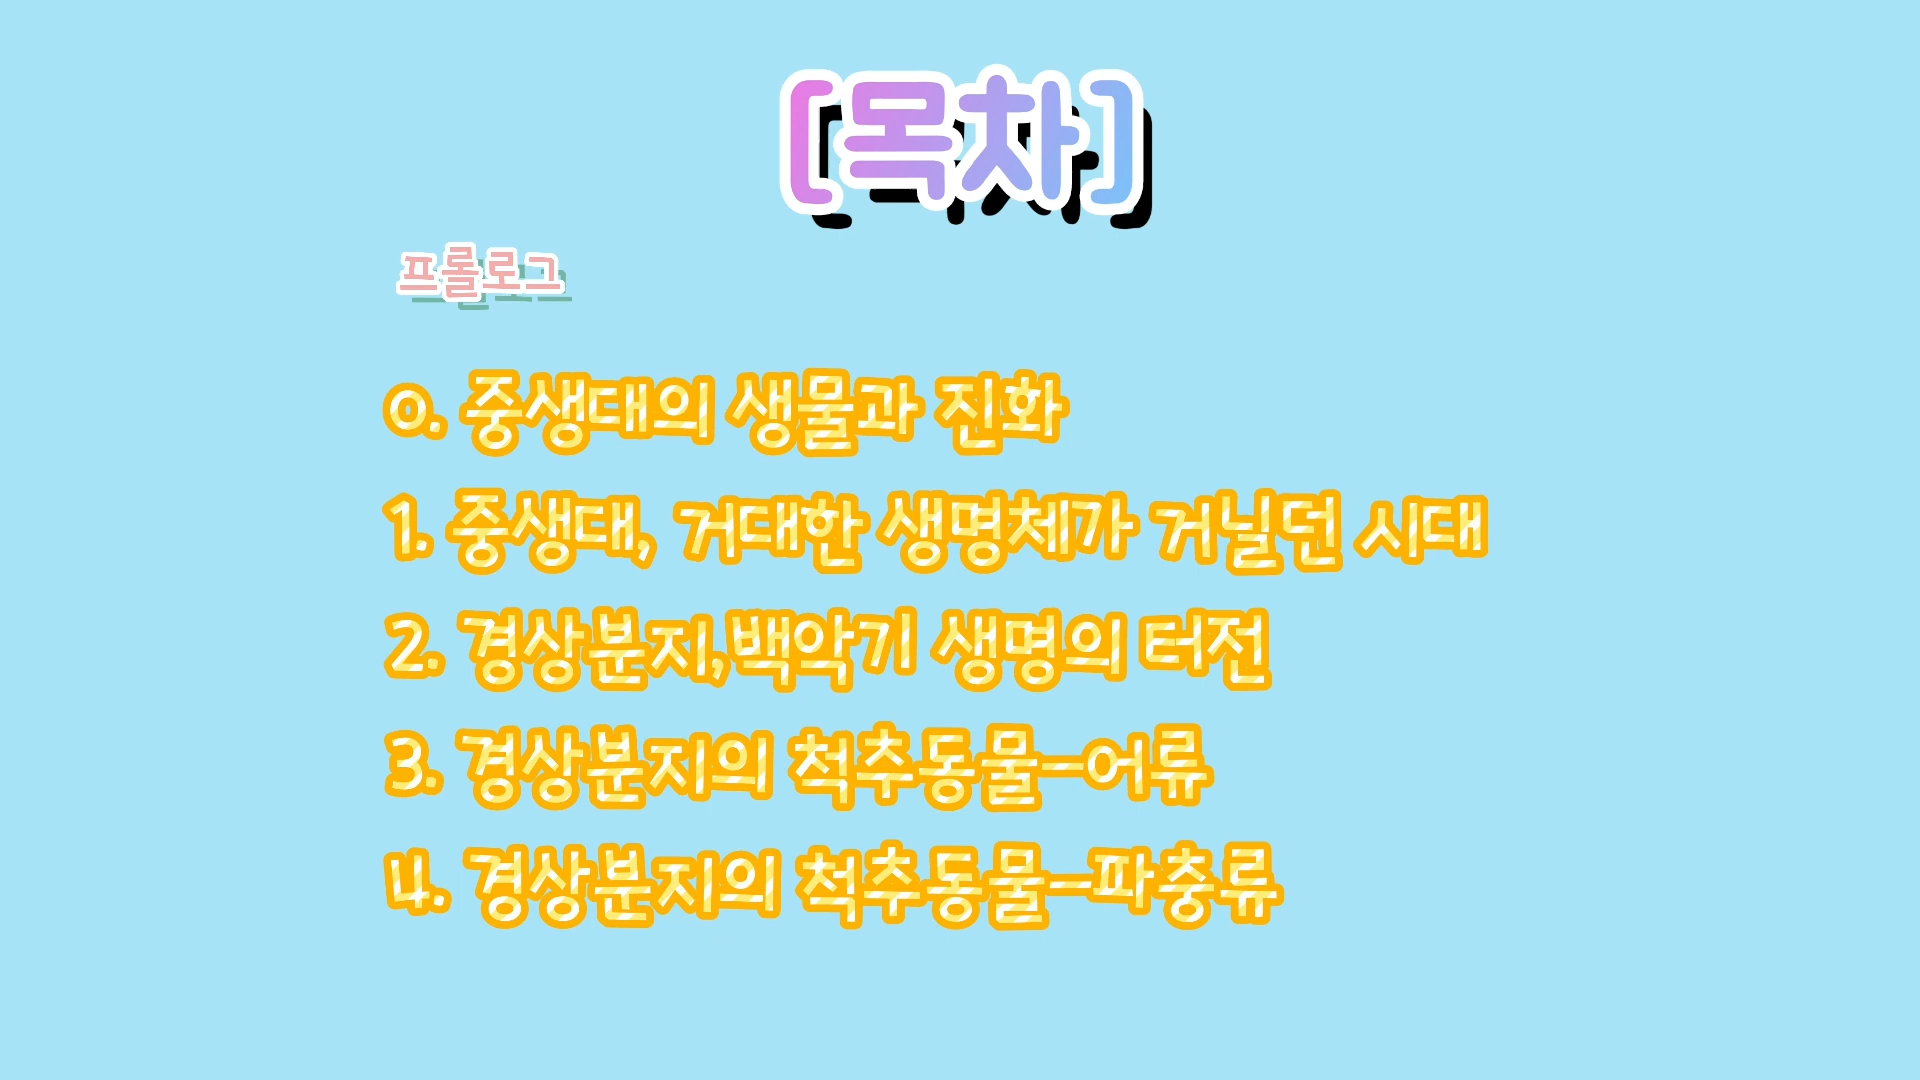 [목차]
프롤로그
0. 중생대의 생물과 진화
1. 중생대, 거대한 생명체가 거닐던 시대
2. 경상분지,백악기 생명의 터전
3. 경상분지의 척추동물-어류
4. 경상분지의 척추동물-파충류